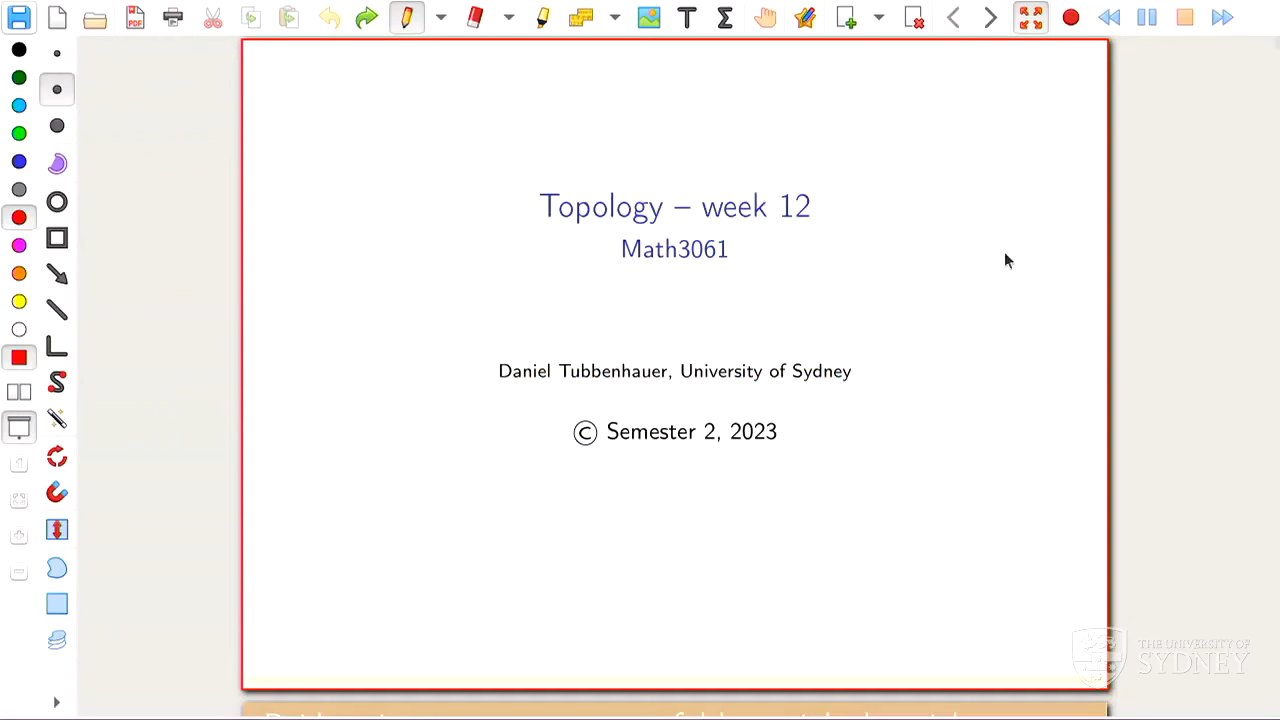 Topology – week 12
Math3061
Daniel Tubbenhauer, University of Sydney
© Semester 2, 2023
THE UNIVERSITY OF
SYDNEY